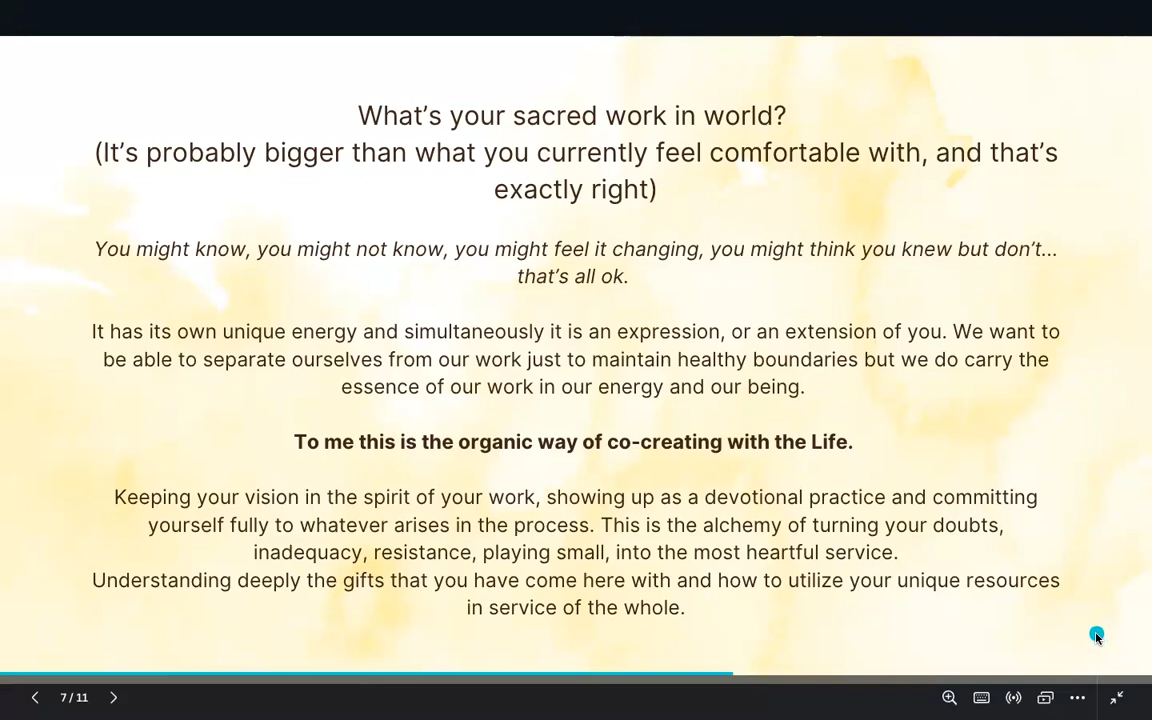 What’s your sacred work in world?
(It’s probably bigger than what you currently feel comfortable with, and that’s
exactly right)
You might know, you might not know, you might feel it changing, you might think you knew but don’t...
that’s all ok.
It has its own unique energy and simultaneously it is an expression, or an extension of you. We want to
be able to separate ourselves from our work just to maintain healthy boundaries but we do carry the
essence of our work in our energy and our being.
To me this is the organic way of co-creating with the Life.
Keeping your vision in the spirit of your work, showing up as a devotional practice and committing
yourself fully to whatever arises in the process. This is the alchemy of turning your doubts,
inadequacy, resistance, playing small, into the most heartful service.
Understanding deeply the gifts that you have come here with and how to utilize your unique resources
in service of the whole.
7 / 11